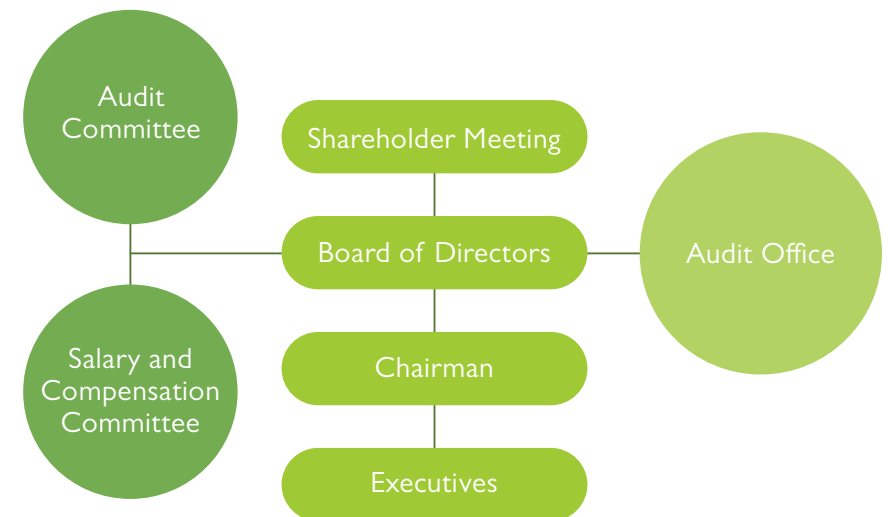 Audit
Committee
Shareholder Meeting
Board of Directors
Audit Office
Salary and
Compensation
Committee
Chairman
Executives